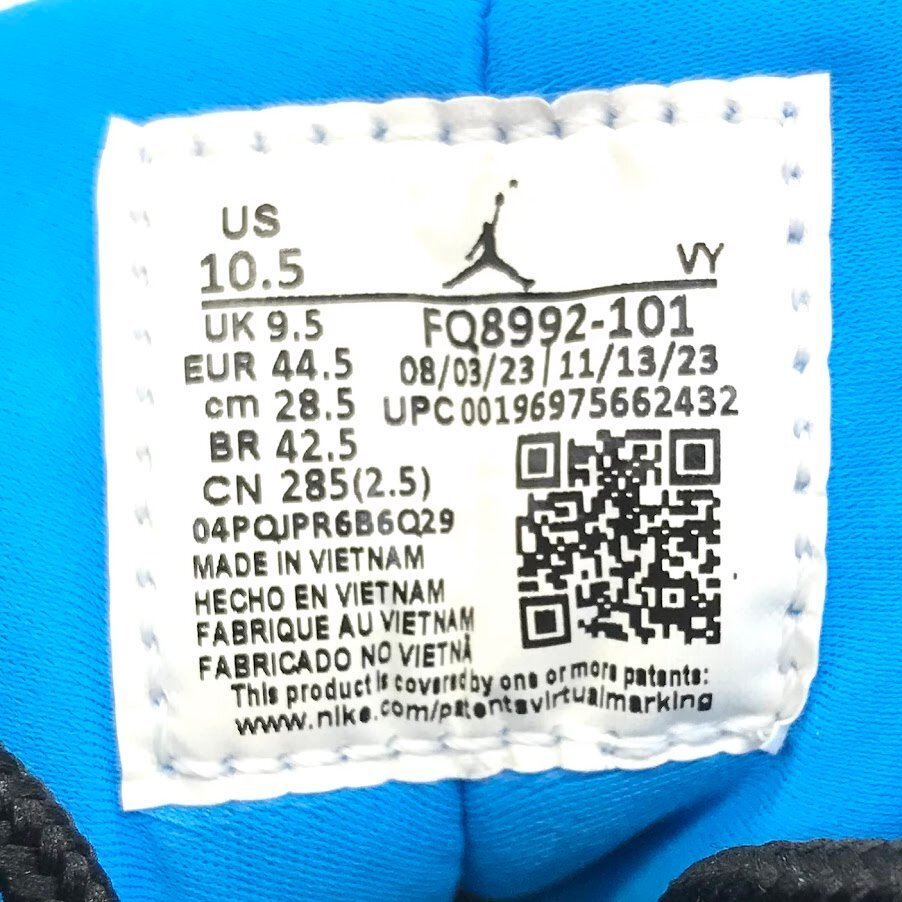 US
10.5
VY
UK 9.5
FQ8992-101
EUR 44.5
08/03/23 | 11/13/23
cm 28.5
UPC00196975662432
BR 42.5
CN 285(2.5)
04PQJPR6B6Q29
MADE IN VIETNAM
HECHO EN VIETNAM
FABRIQUE AU VIETNAM
FABRICADO NO VIETNÃ
This product is covered by one or more patents:
www.nike.com/patentsvirtualmarking